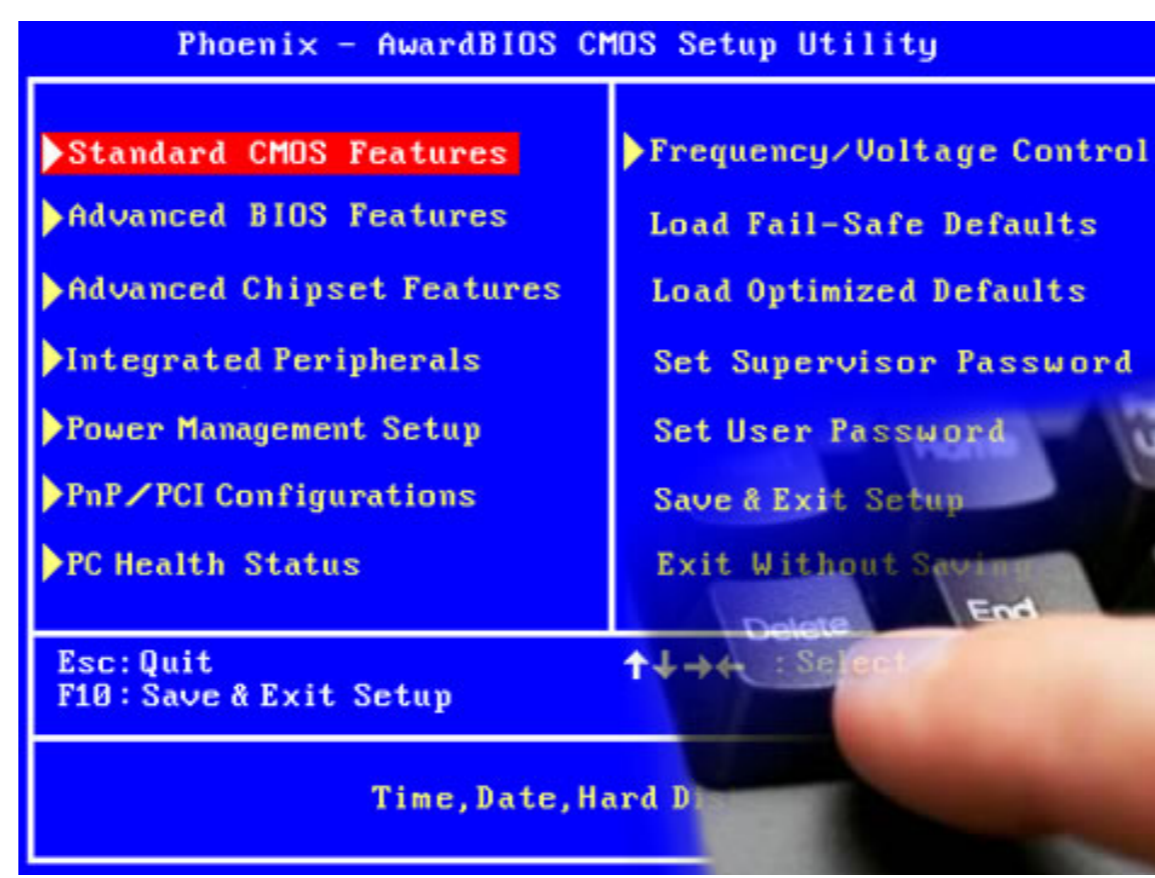 Phoenix - AwardBIOS CMOS Setup Utility
Standard CMOS Features
Advanced BIOS Features
Advanced Chipset Features
Integrated Peripherals
Power Management Setup
PnP/PCI Configurations
PC Health Status
Frequency/Voltage Control
Load Fail-Safe Defaults
Load Optimized Defaults
Set Supervisor Password
Set User Password
Save & Exit Setup
Exit Without Saving
Esc: Quit
F10 : Save & Exit Setup
↑↓→← : Select
Time, Date, Hard
Home
Delete
End